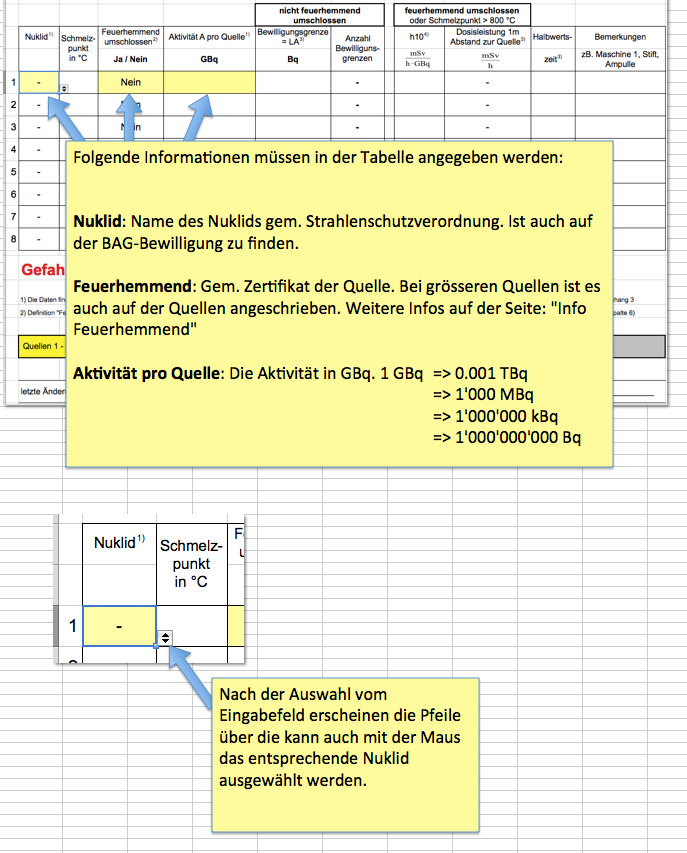 nicht feuerhemmend
umschlossen
feuerhemmend umschlossen
oder Schmelzpunkt > 800 °C
Nuklid1)
Schmelz-
punkt
in °C
Feuerhemmend
umschlossen2)
Ja / Nein
Aktivität A pro Quelle1)
GBq
Bewilligungsgrenze
= LA3)
Bq
Anzahl
Bewilliguns-
grenzen
h104)
mSv
h·GBq
Dosisleistung 1m
Abstand zur Quelle3)
mSv
h
Halbwerts-
zeit3)
Bemerkungen
zB. Maschine 1, Stift,
Ampulle
1 - Nein - -
2 - - -
3 - - -
4 -
5 -
6 -
7 -
8 -
Folgende Informationen müssen in der Tabelle angegeben werden:
Nuklid: Name des Nuklids gem. Strahlenschutzverordnung. Ist auch auf
der BAG-Bewilligung zu finden.
Feuerhemmend: Gem. Zertifikat der Quelle. Bei grösseren Quellen ist es
auch auf der Quellen angeschrieben. Weitere Infos auf der Seite: "Info
Feuerhemmend"
Aktivität pro Quelle: Die Aktivität in GBq. 1 GBq => 0.001 TBq
=> 1'000 MBq
=> 1'000'000 kBq
=> 1'000'000'000 Bq
Gefah
1) Die Daten fin
hang 3
2) Definition "Fe
palte 6)
Quellen 1 -
letzte Änder
Nuklid1)
Schmelz-
punkt
in °C
1 -
Nach der Auswahl vom
Eingabefeld erscheinen die Pfeile
über die kann auch mit der Maus
das entsprechende Nuklid
ausgewählt werden.